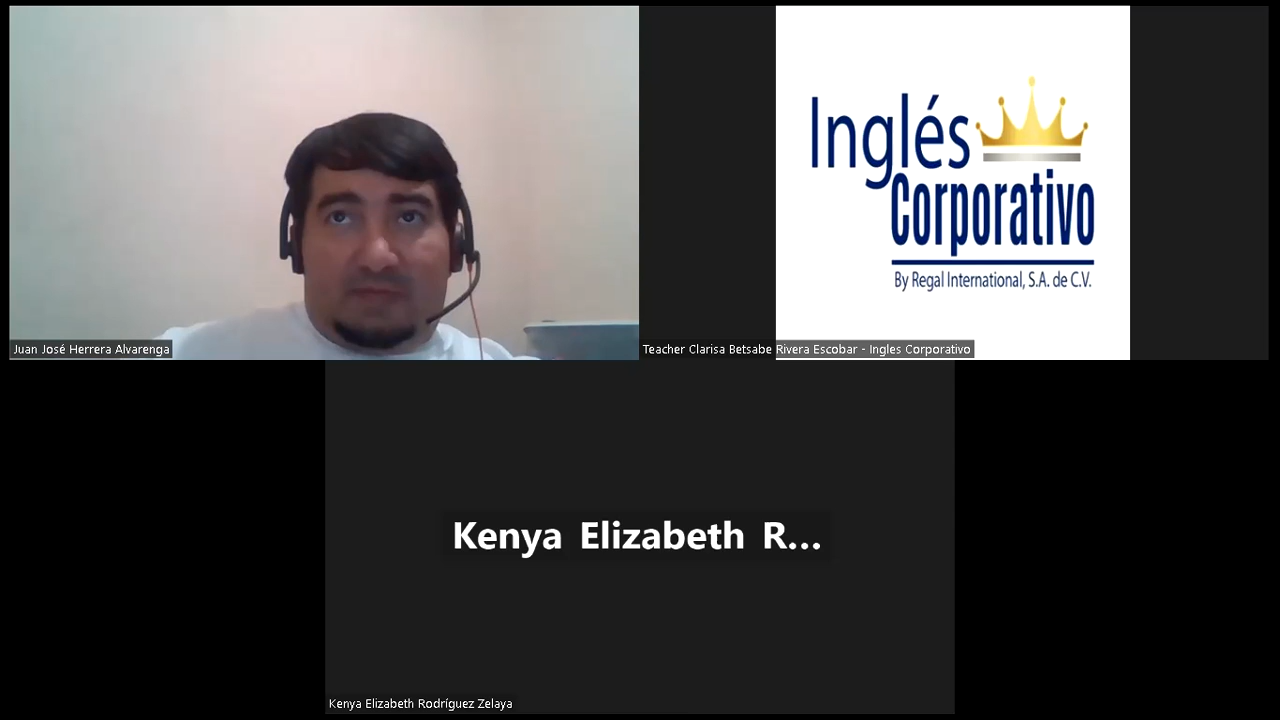 Inglés
Corporativo
By Regal International, S.A. de C.V.
Juan José Herrera Alvarenga
Teacher Clarisa Betsabe Rivera Escobar - Ingles Corporativo
Kenya Elizabeth R...
Kenya Elizabeth Rodríguez Zelaya